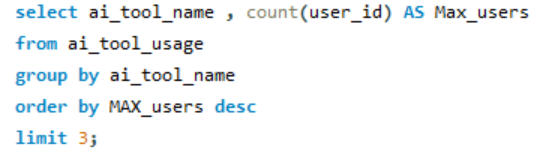 select ai_tool_name , count(user_id) AS Max_users
from ai_tool_usage
group by ai_tool_name
order by MAX_users desc
limit 3;